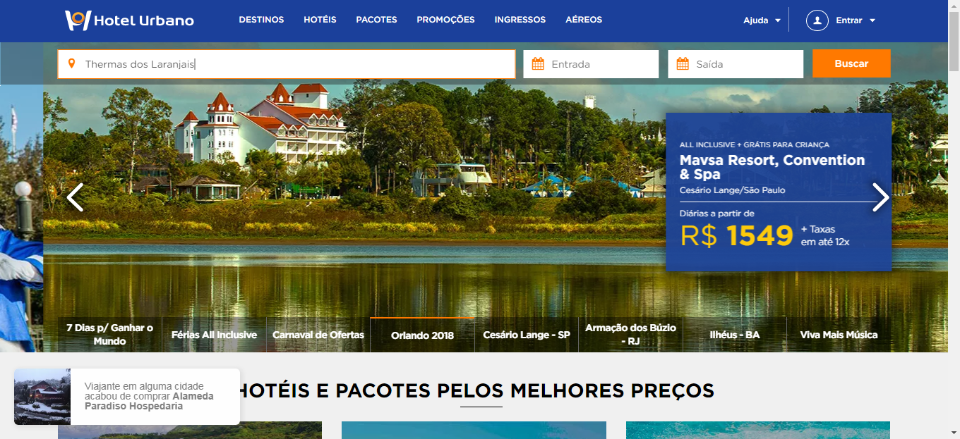 Hotel Urbano
DESTINOS HOTÉIS PACOTES PROMOÇÕES INGRESSOS AÉREOS
Ajuda Entrar
Thermas dos Laranjais
Entrada
Saída
Buscar
ALL INCLUSIVE + GRÁTIS PARA CRIANÇA
Mavsa Resort, Convention
& Spa
Cesário Lange/São Paulo
Diárias a partir de
R$ 1549 + Taxas
em até 12x
7 Dias p/ Ganhar o
Mundo
Férias All Inclusive
Carnaval de Ofertas
Orlando 2018
Cesário Lange - SP
Armação dos Búzio
- RJ
Ilhéus - BA
Viva Mais Música
HOTÉIS E PACOTES PELOS MELHORES PREÇOS
Viajante em alguma cidade
acabou de comprar Alameda
Paradiso Hospedaria